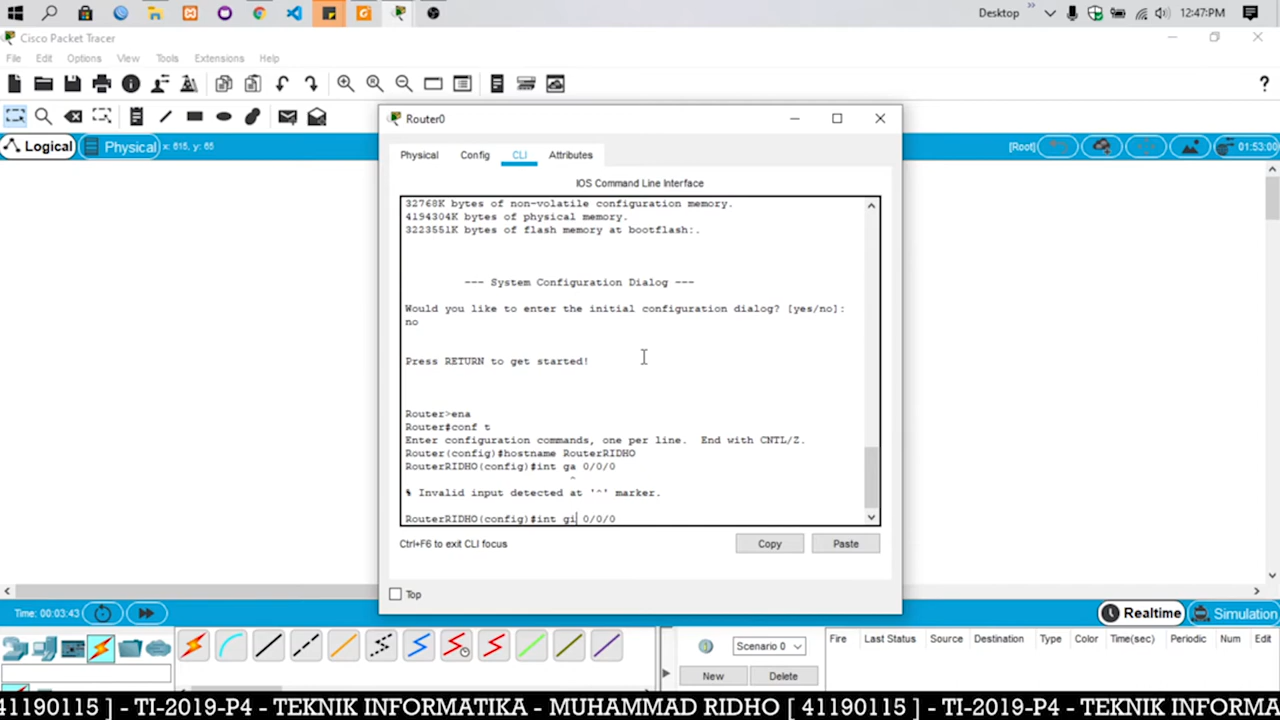 Desktop
12:47:PM
Cisco Packet Tracer
File Edit Options View Tools Extensions Help
?
Logical Physical x: 615, y: 65 [Root] 01:53:00
Router0
Physical Config CLI Attributes
IOS Command Line Interface
32768K bytes of non-volatile configuration memory.
4194304K bytes of physical memory.
3223551K bytes of flash memory at bootflash:.
--- System Configuration Dialog ---
Would you like to enter the initial configuration dialog? [yes/no]:
no
Press RETURN to get started!
Router>ena
Router#conf t
Enter configuration commands, one per line. End with CNTL/Z.
Router(config)#hostname RouterRIDHO
RouterRIDHO(config)#int ga 0/0/0
^
% Invalid input detected at '^' marker.
RouterRIDHO(config)#int gi 0/0/0
Ctrl+F6 to exit CLI focus
Copy Paste
Top
Time: 00:03:43
Realtime Simulation
Scenario 0
New Delete
Fire Last Status Source Destination Type Color Time(sec) Periodic Num Edit
41190115 ] - TI-2019-P4 - TEKNIK INFORMATIKA - MUHAMMAD RIDHO [ 41190115 ] - TI-2019-P4 - TEKNIK INFORMA